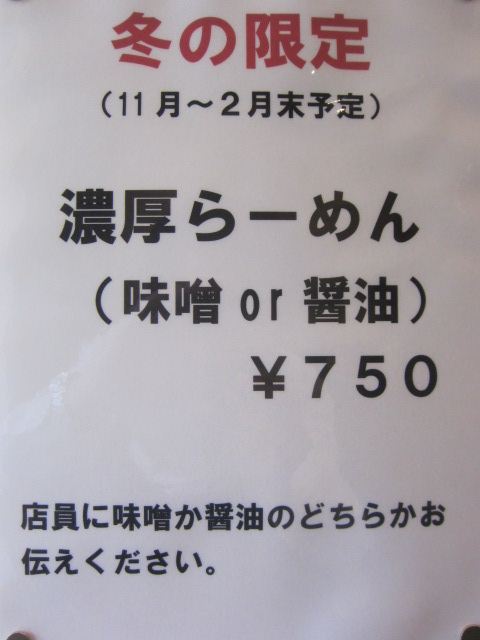 冬の限定
（11月～２月末予定）
濃厚らーめん
（味噌 or 醤油）
￥７５０
店員に味噌か醤油のどちらかお
伝えください。